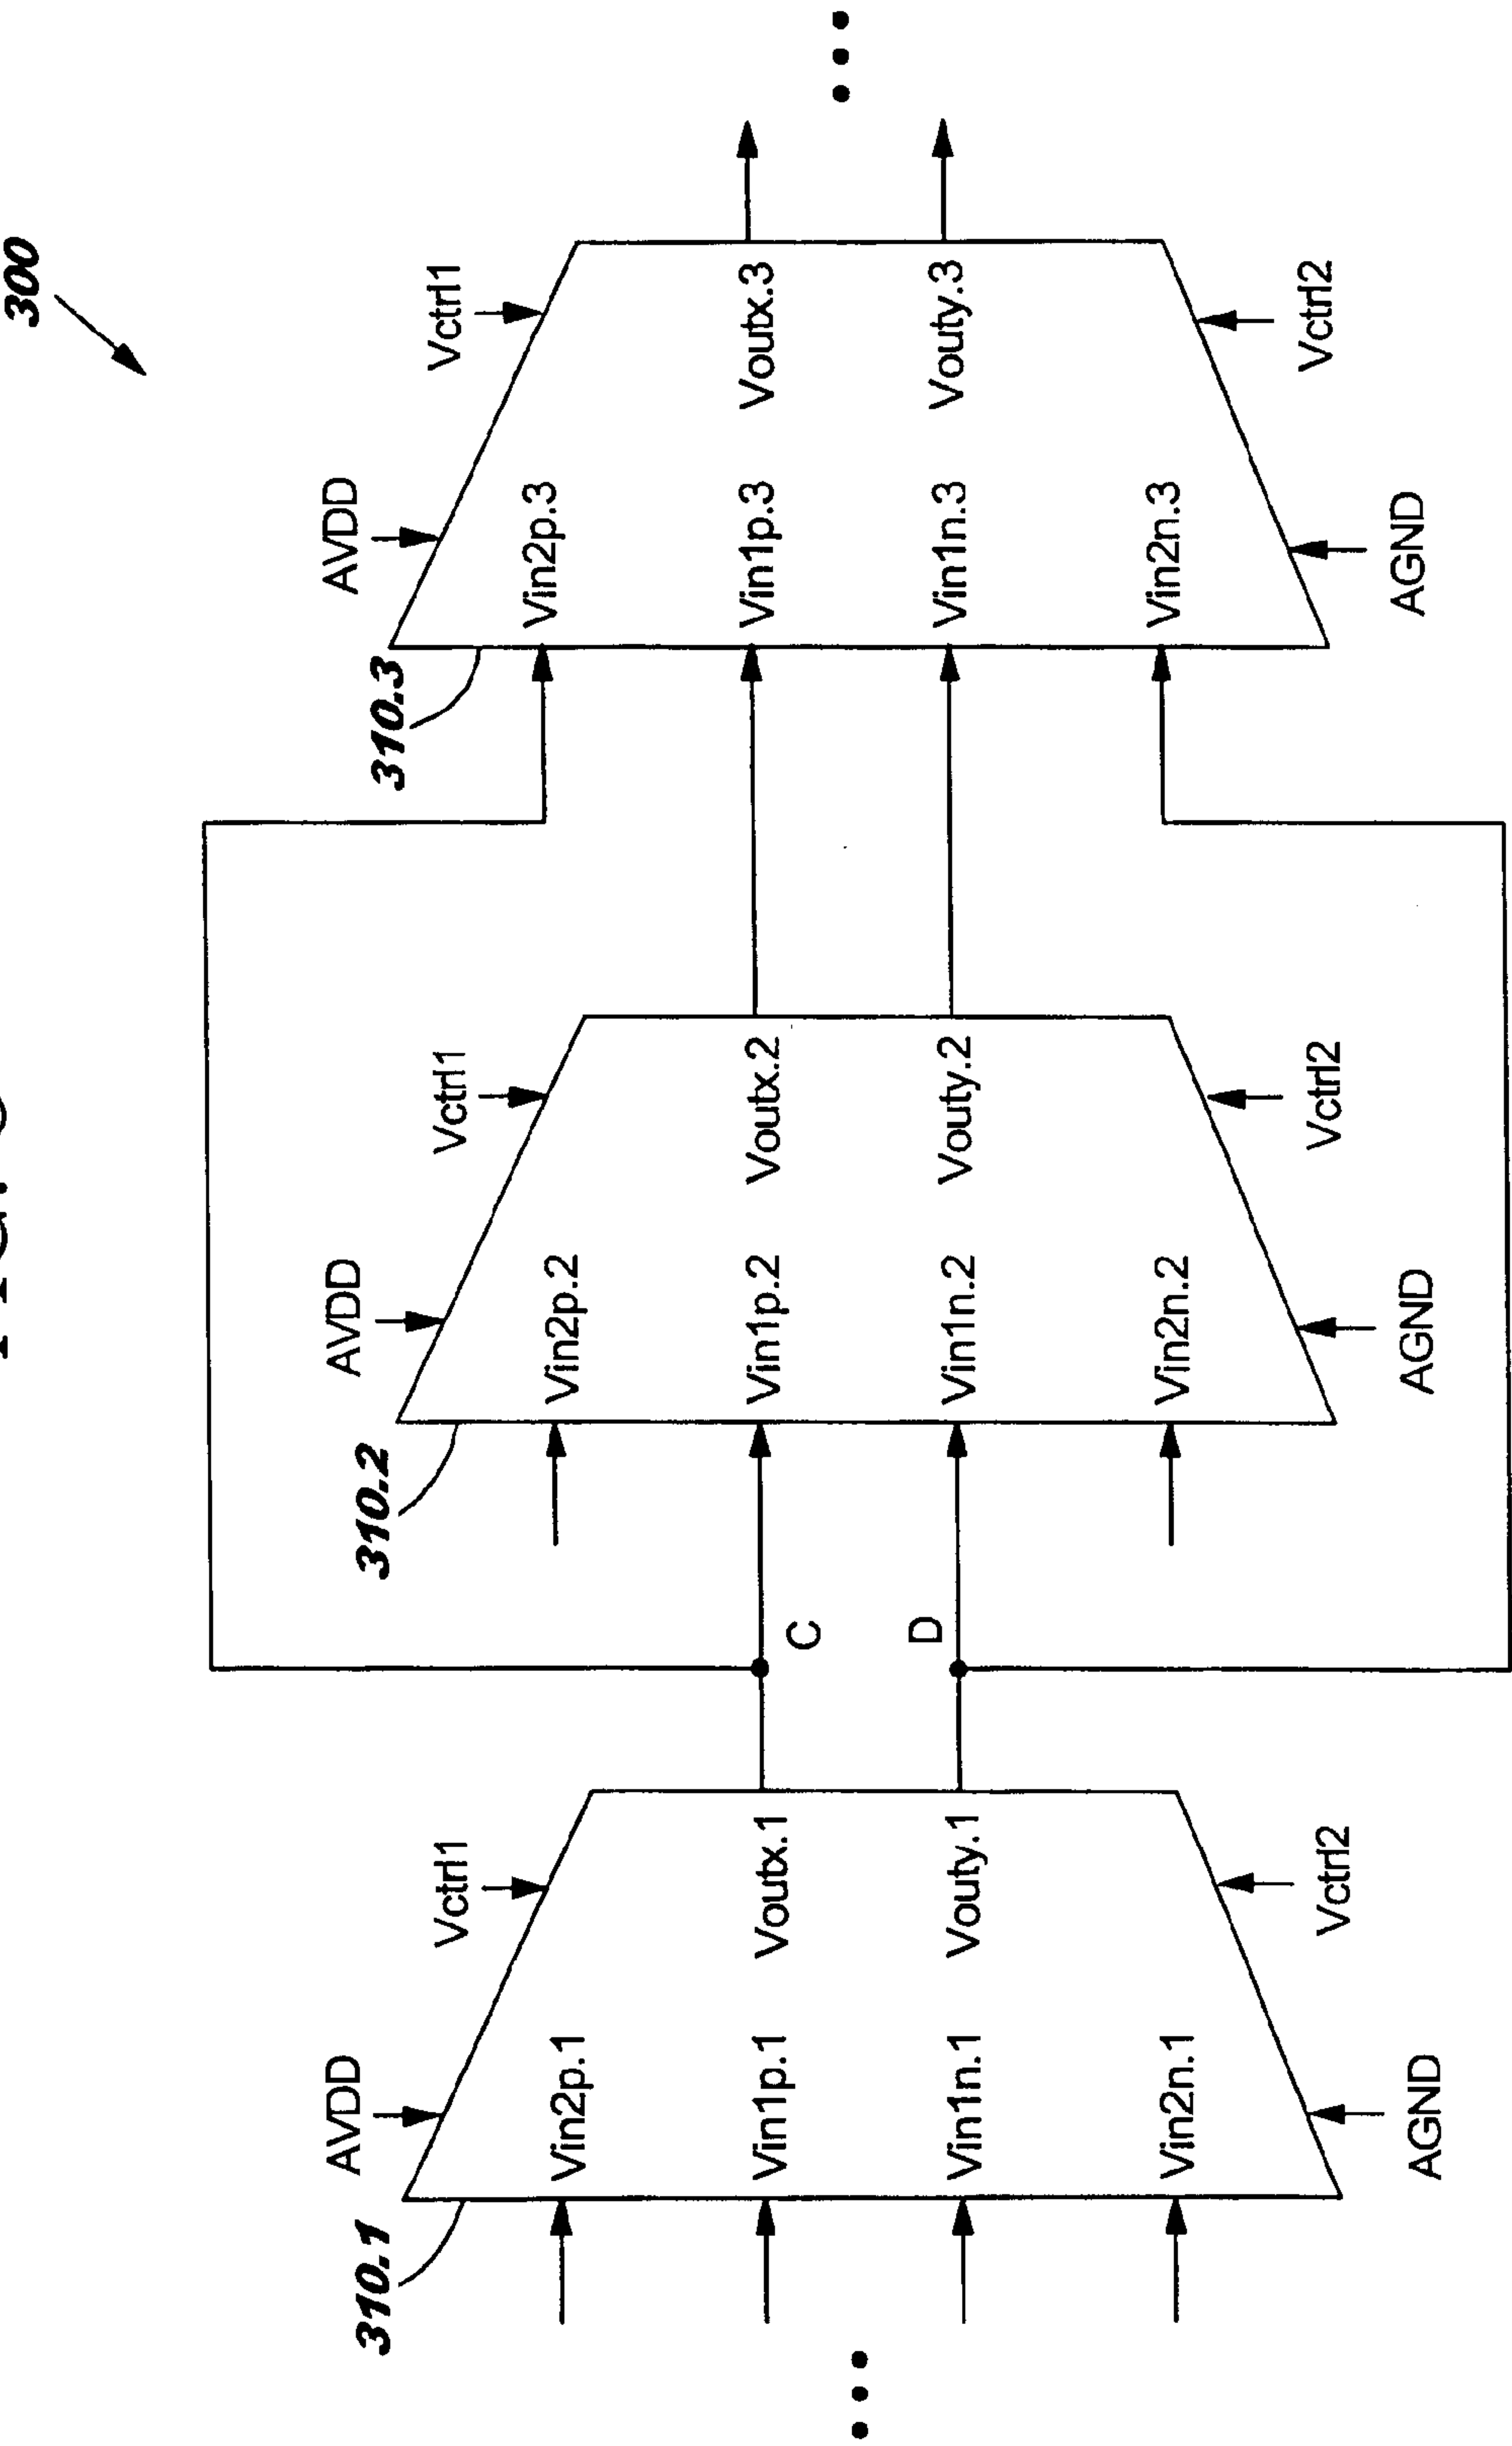 300
310.1
AVDD
Vctrl1
Vin2p.1
Vin1p.1
Vin1n.1
Vin2n.1
Voutx.1
Vouty.1
AGND
Vctrl2
C
D
310.2
AVDD
Vctrl1
Vin2p.2
Vin1p.2
Vin1n.2
Vin2n.2
Voutx.2
Vouty.2
AGND
Vctrl2
310.3
AVDD
Vctrl1
Vin2p.3
Vin1p.3
Vin1n.3
Vin2n.3
Voutx.3
Vouty.3
AGND
Vctrl2